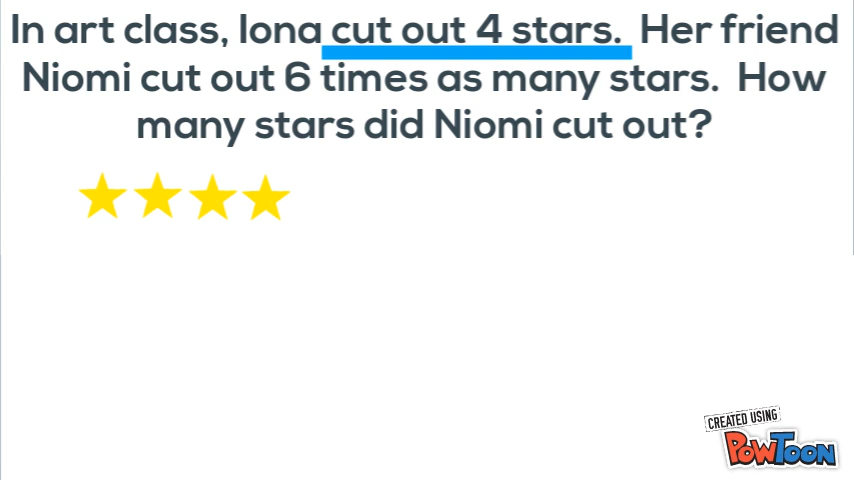 In art class, Iona cut out 4 stars. Her friend
Niomi cut out 6 times as many stars. How
many stars did Niomi cut out?
CREATED USING
POWTOON